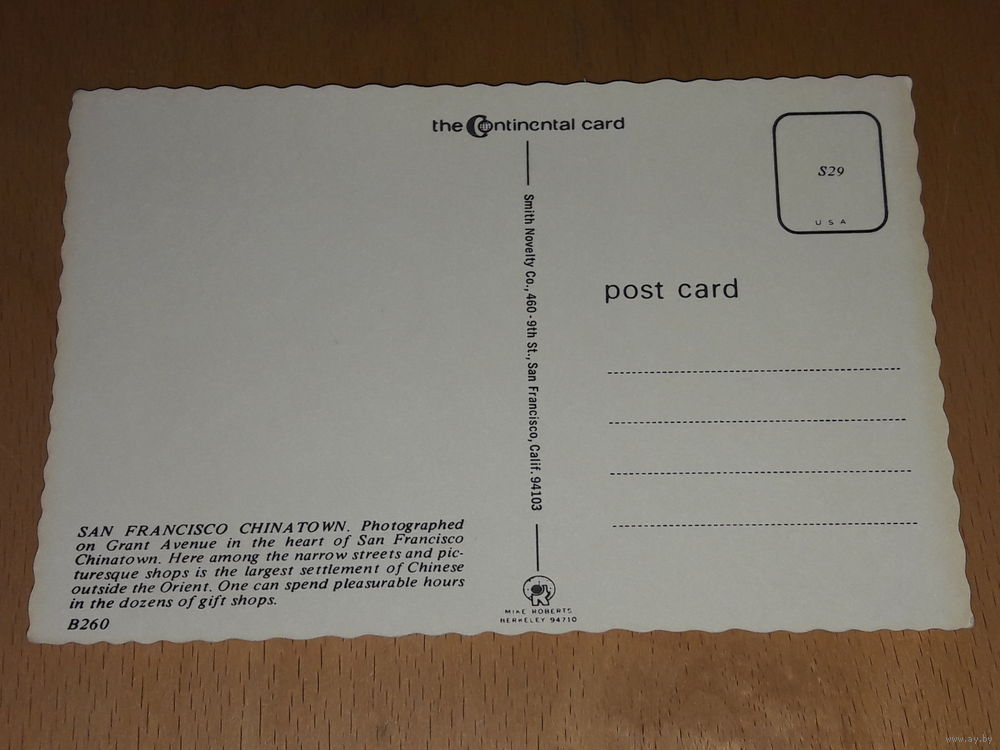 the Continental card
S29
U S A
Smith Novelty Co., 460 - 9th St., San Francisco, Calif. 94103
post card
SAN FRANCISCO CHINATOWN. Photographed
on Grant Avenue in the heart of San Francisco
Chinatown. Here among the narrow streets and pic-
turesque shops is the largest settlement of Chinese
outside the Orient. One can spend pleasurable hours
in the dozens of gift shops.
B260
R
MIKE ROBERTS
BERKELEY 94710
www.ay.by